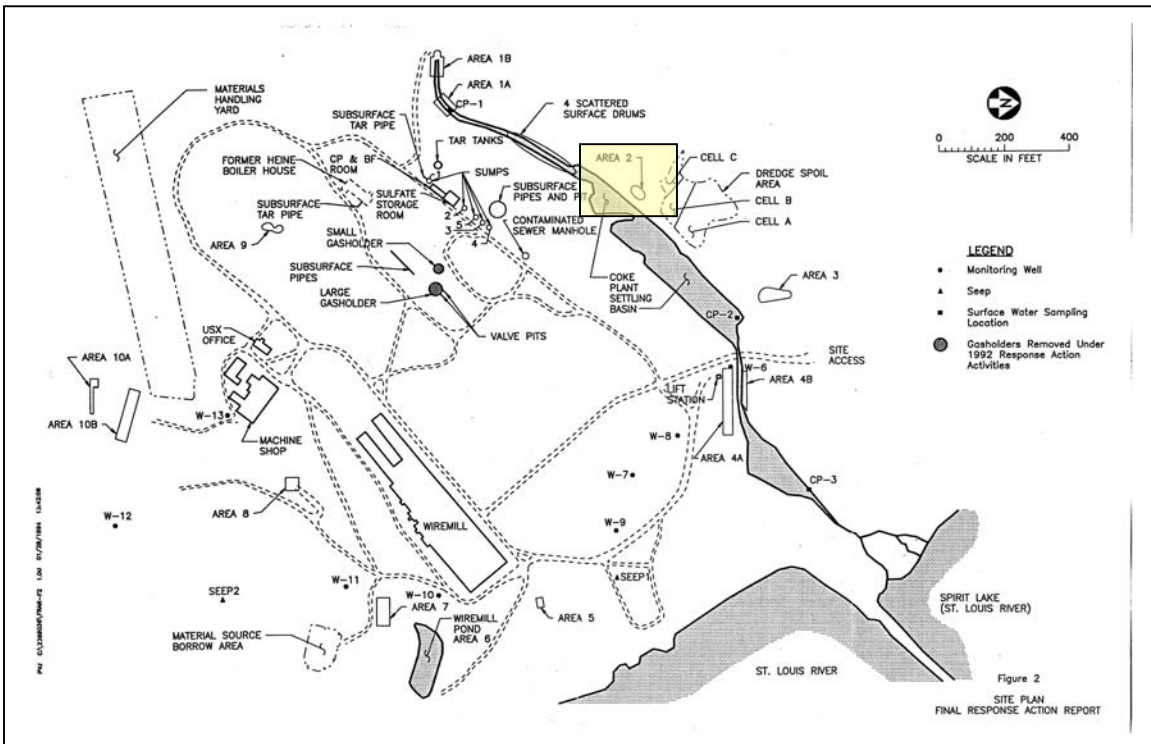 AREA 1B
AREA 1A
CP-1
MATERIALS
HANDLING
YARD
4 SCATTERED
SURFACE DRUMS
SUBSURFACE
TAR PIPE
TAR TANKS
N
0 200 400
SCALE IN FEET
FORMER HEINE
BOILER HOUSE
CP & BF
ROOM
SUMPS
AREA 2
CELL C
DREDGE SPOIL
AREA
CELL B
CELL A
SULFATE
STORAGE
ROOM
SUBSURFACE
PIPES AND PIT
1
2
5
3
4
CONTAMINATED
SEWER MANHOLE
SUBSURFACE
TAR PIPE
AREA 9
SMALL
GASHOLDER
SUBSURFACE
PIPES
LARGE
GASHOLDER
VALVE PITS
COKE
PLANT
SETTLING
BASIN
AREA 3
CP-2
LEGEND
Monitoring Well
Seep
Surface Water Sampling
Location
Gasholders Removed Under
1992 Response Action
Activities
USX
OFFICE
SITE
ACCESS
AREA 10A
AREA 10B
W-13
MACHINE
SHOP
LIFT
STATION
W-6
AREA 4B
AREA 4A
W-8
W-7
CP-3
AREA 8
W-12
WIREMILL
W-9
SEEP1
SEEP2
W-11
W-10
AREA 7
AREA 5
MATERIAL SOURCE
BORROW AREA
WIREMILL
POND
AREA 6
SPIRIT LAKE
(ST. LOUIS RIVER)
ST. LOUIS RIVER
Figure 2
SITE PLAN
FINAL RESPONSE ACTION REPORT